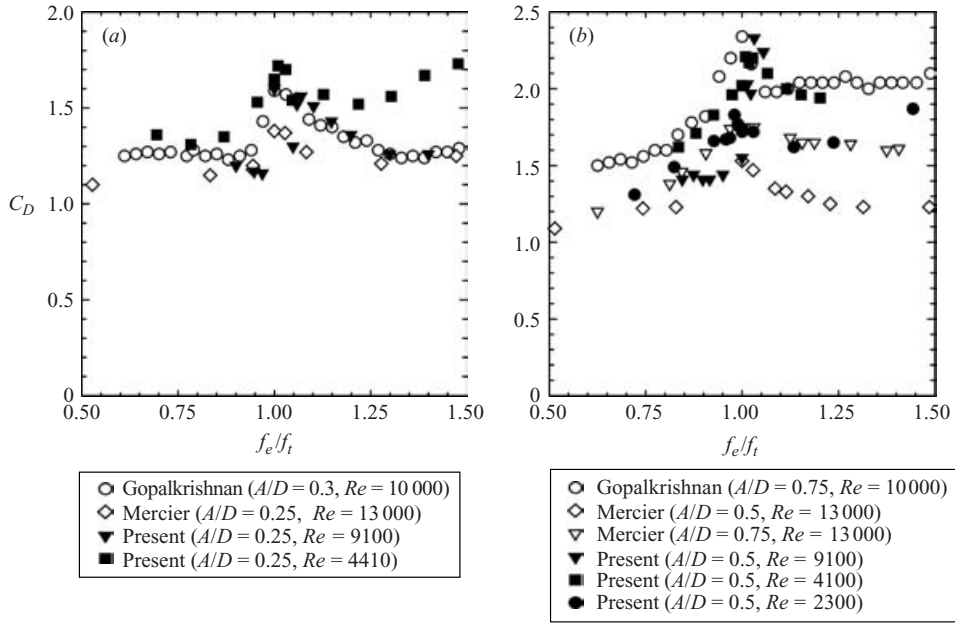 2.0
(a)
1.5
1.0
C_D
0.5
0
0.50
0.75
1.00
1.25
1.50
f_e/f_t
2.5
(b)
2.0
1.5
1.0
0.5
0
0.50
0.75
1.00
1.25
1.50
f_e/f_t
Gopalkrishnan (A/D = 0.3, Re = 10 000)
Mercier (A/D = 0.25, Re = 13 000)
Present (A/D = 0.25, Re = 9100)
Present (A/D = 0.25, Re = 4410)
Gopalkrishnan (A/D = 0.75, Re = 10000)
Mercier (A/D = 0.5, Re = 13 000)
Mercier (A/D = 0.75, Re = 13 000)
Present (A/D = 0.5, Re = 9100)
Present (A/D = 0.5, Re = 4100)
Present (A/D = 0.5, Re = 2300)